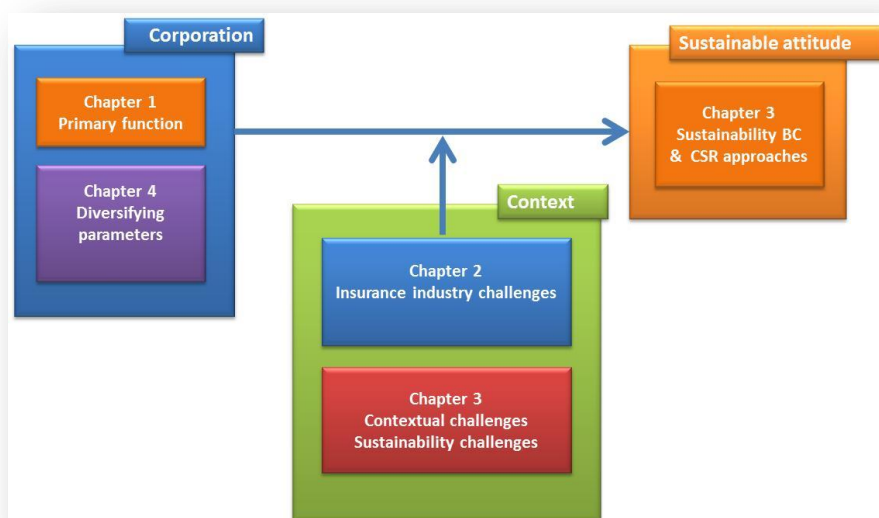 Corporation
Chapter 1
Primary function
Chapter 4
Diversifying
parameters
Sustainable attitude
Chapter 3
Sustainability BC
& CSR approaches
Context
Chapter 2
Insurance industry challenges
Chapter 3
Contextual challenges
Sustainability challenges